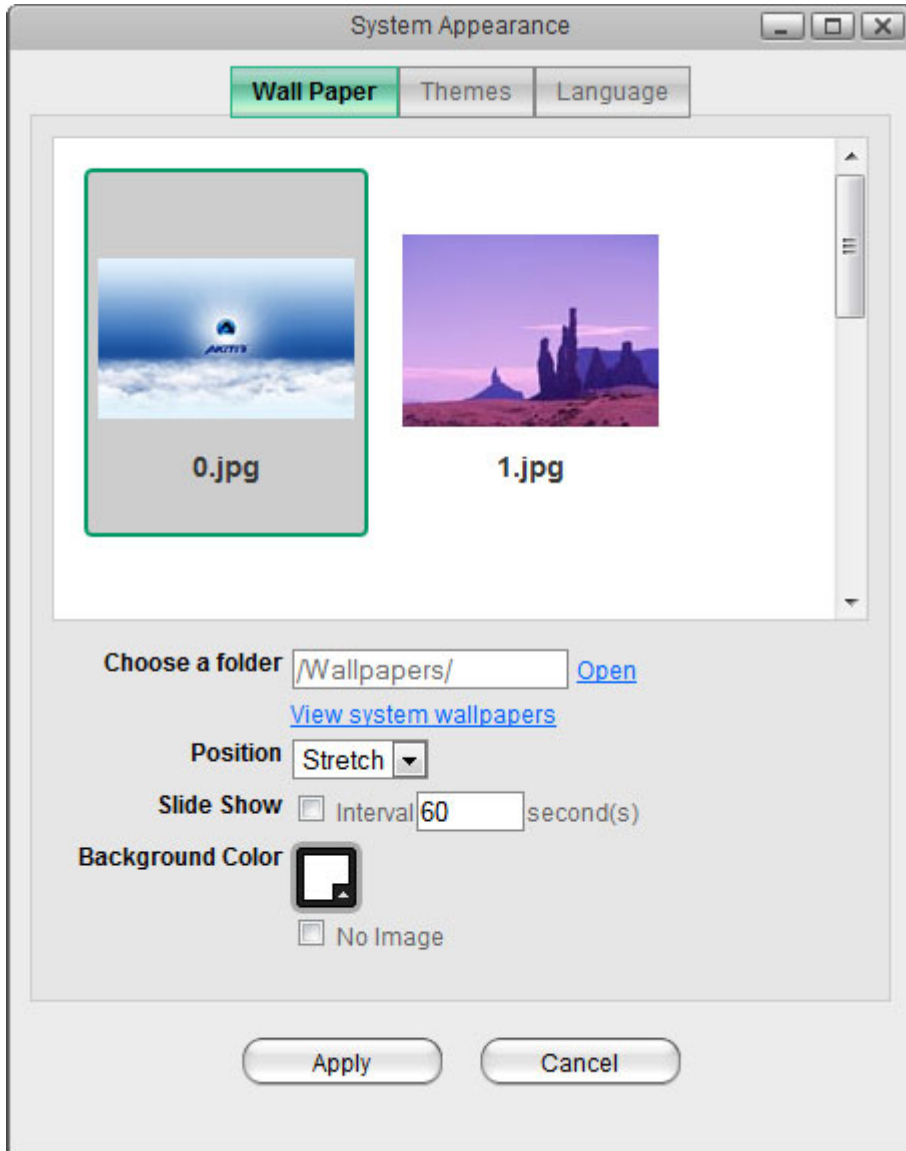 System Appearance
Wall Paper Themes Language
AKiTiO
0.jpg 1.jpg
Choose a folder /Wallpapers/ Open
View system wallpapers
Position Stretch
Slide Show Interval 60 second(s)
Background Color
No Image
Apply Cancel